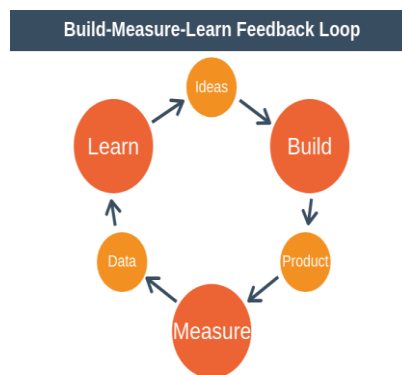 Build-Measure-Learn Feedback Loop
Ideas
Learn
Build
Data
Product
Measure